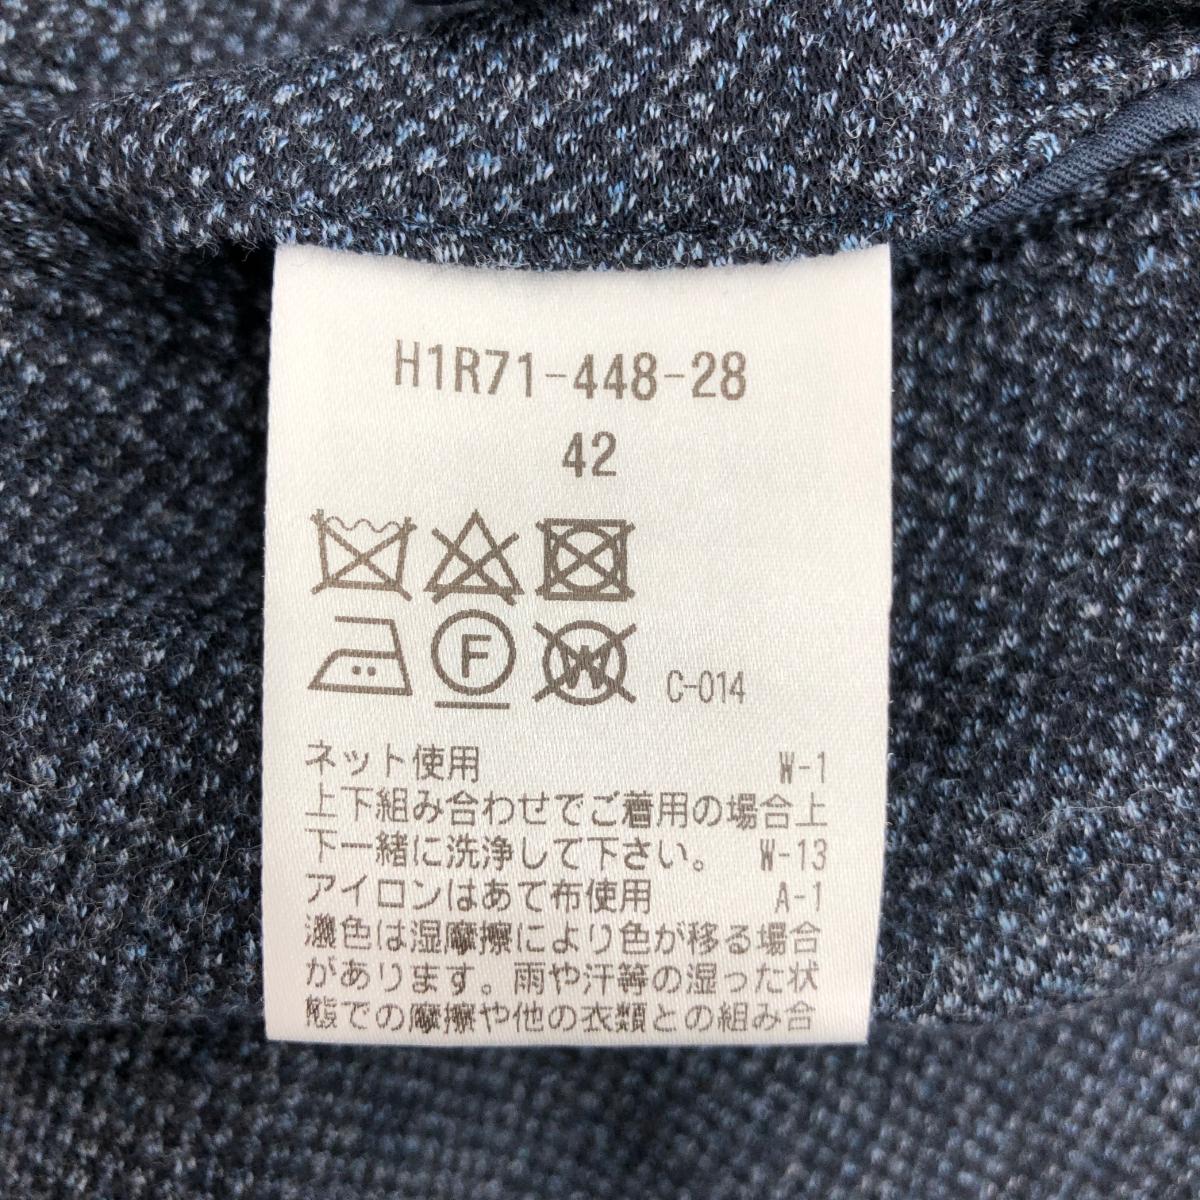 H1R71-448-28
42
F
W
C-014
ネット使用 W-1
上下組み合わせでご着用の場合上
下一緒に洗浄して下さい。 W-13
アイロンはあて布使用 A-1
濃色は湿摩擦により色が移る場合
があります。雨や汗等の湿った状
態での摩擦や他の衣類との組み合